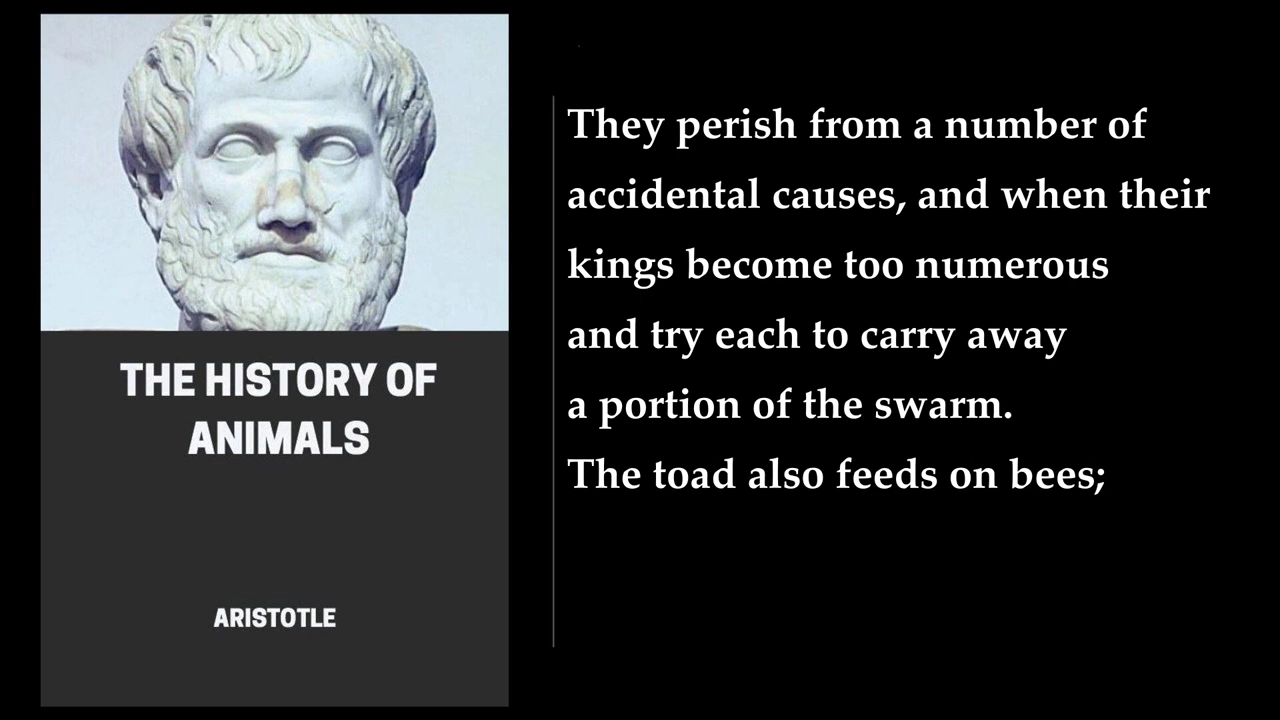 THE HISTORY OF
ANIMALS
ARISTOTLE
They perish from a number of
accidental causes, and when their
kings become too numerous
and try each to carry away
a portion of the swarm.
The toad also feeds on bees;